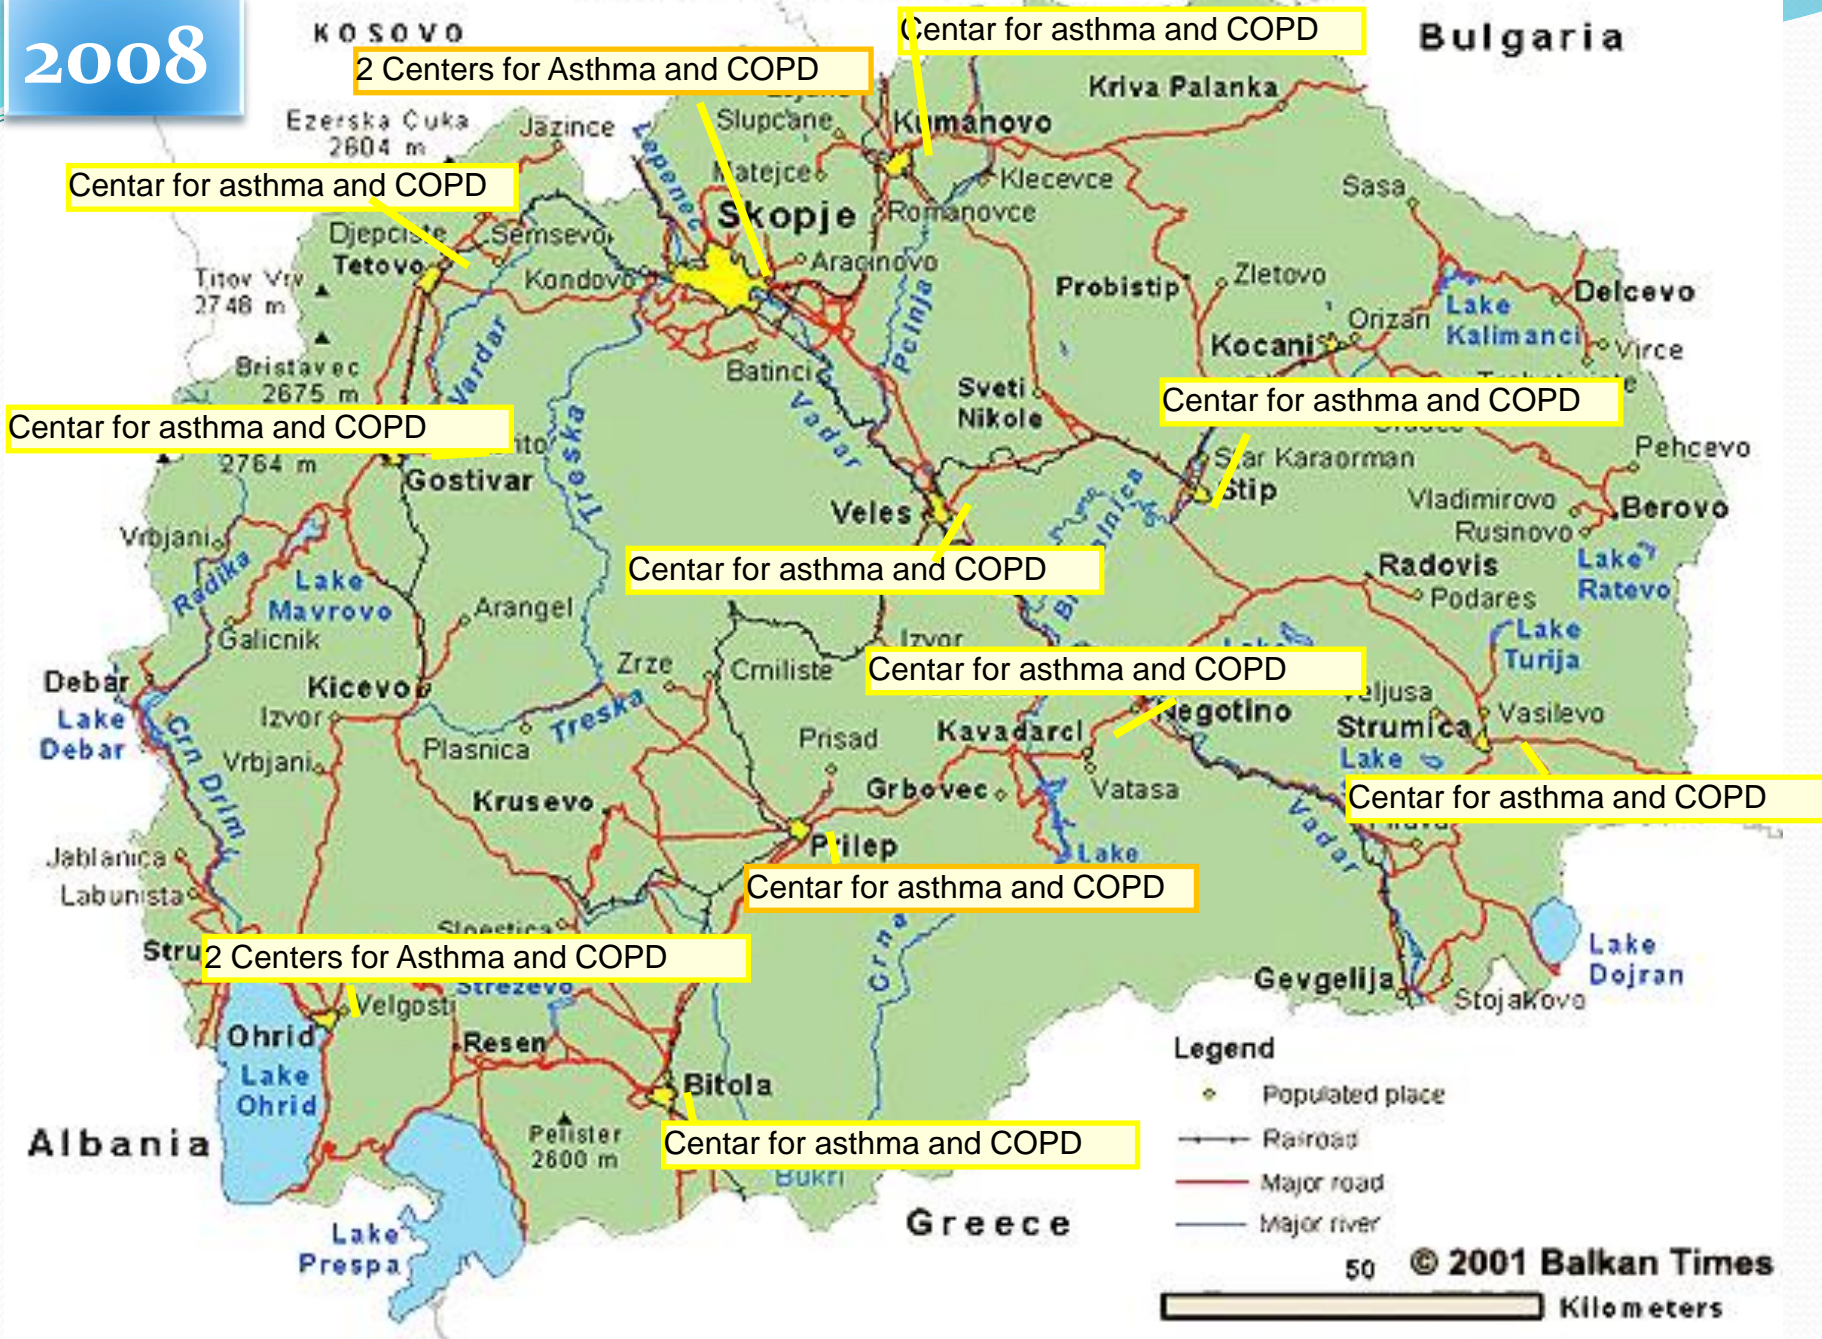 2008
KOSOVO
Centar for asthma and COPD
Bulgaria
2 Centers for Asthma and COPD
Kriva Palanka
Ezerska Cuka
2604 m
Jazince
Lepenec
Slupcane
Kumanovo
Matejce
Klecevce
Centar for asthma and COPD
Sasa
Skopje
Romanovce
Djepciste
Semsevo
Tetovo
Kondovo
Aracinovo
Titov Vrv
2748 m
Probistip
Zletovo
Delcevo
Lake
Kalimanci
Orizari
Pcinja
Vardar
Kocani
Virce
Bristavec
2675 m
Batinci
Vadar
Sveti
Nikole
Centar for asthma and COPD
Treska
Centar for asthma and COPD
2764 m
Gostivar
Star Karaorman
Pehcevo
Stip
Vladimirovo
Berovo
Veles
Rusinovo
Vrbjani
Radika
Lake
Mavrovo
Centar for asthma and COPD
Radovis
Lake
Ratevo
Podares
Arangel
Galicnik
Izvor
Lake
Lake
Turija
Zrze
Crniliste
Centar for asthma and COPD
Debar
Kicevo
Lake
Debar
Izvor
Crn Drim
Treska
Plasnica
Vrbjani
Prisad
Kavadarci
Negotino
Veljusa
Strumica
Vasilevo
Lake
Krusevo
Grbovec
Vatasa
Vadar
Centar for asthma and COPD
Prilep
Jablanica
Labunista
Lake
Centar for asthma and COPD
Crna
Sloestica
2 Centers for Asthma and COPD
Strezevo
Lake
Dojran
Gevgelija
Stojakovo
Velgosti
Ohrid
Resen
Lake
Ohrid
Bitola
Albania
Pelister
2600 m
Centar for asthma and COPD
Bukri
Greece
Lake
Prespa
Legend
Populated place
Railroad
Major road
Major river
50
© 2001 Balkan Times
Kilometers